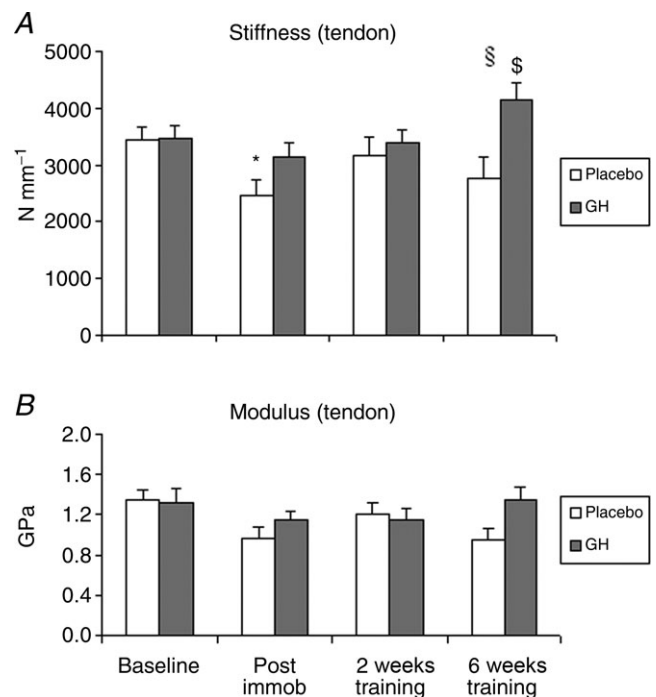 A
Stiffness (tendon)
5000
4000
3000
2000
1000
0
N mm⁻¹
*
§
$
Placebo
GH
B
Modulus (tendon)
2.0
1.6
1.2
0.8
0.4
0.0
GPa
Placebo
GH
Baseline
Post
immob
2 weeks
training
6 weeks
training